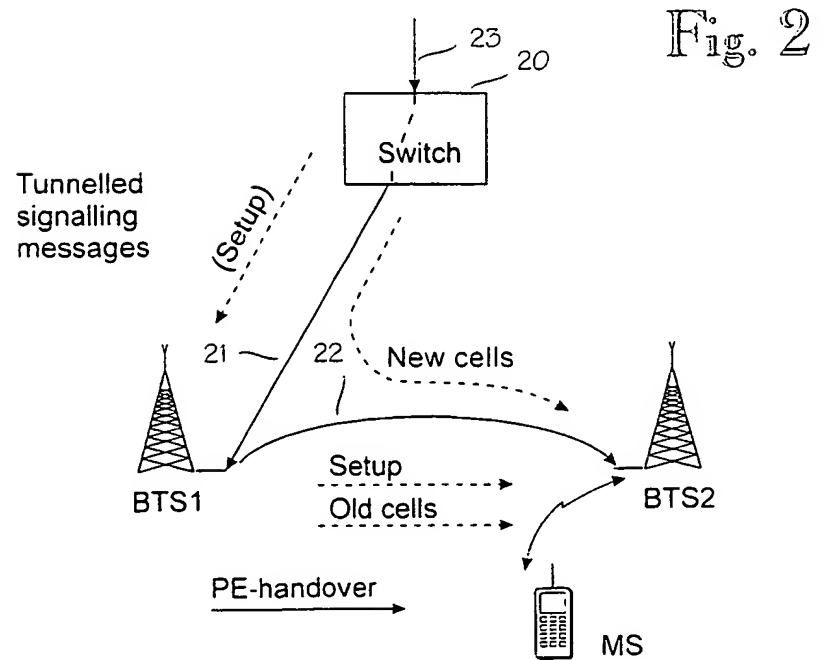 Fig. 2
23
20
Switch
Tunnelled
signalling
messages
(Setup)
21
22
New cells
Setup
Old cells
BTS1
BTS2
PE-handover
MS